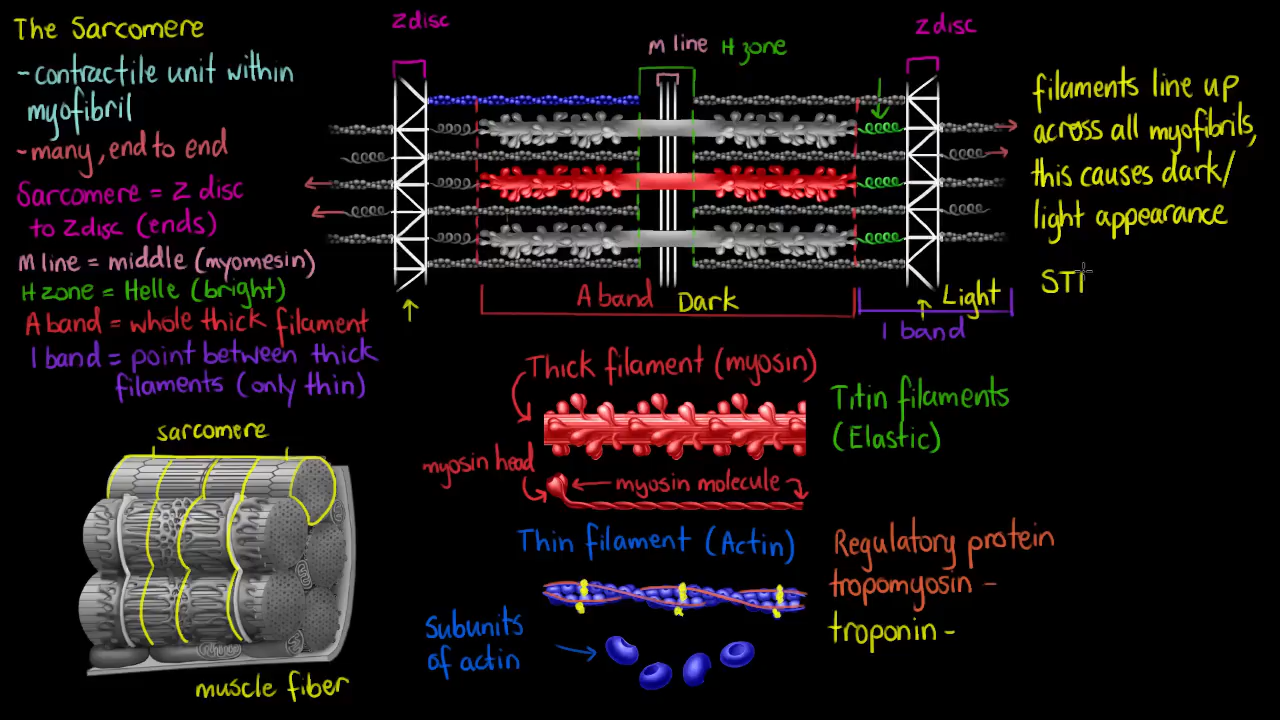 The Sarcomere
- contractile unit within
myofibril
- many, end to end
Sarcomere = Z disc
to Z disc (ends)
M line = middle (myomesin)
H zone = Helle (bright)
A band = whole thick filament
I band = point between thick
filaments (only thin)
Z disc
M line H zone
Z disc
A band Dark
Light
I band
filaments line up
across all myofibrils,
this causes dark/
light appearance
STI
Thick filament (myosin)
myosin head
myosin molecule
Titin filaments
(Elastic)
Thin filament (Actin)
Subunits
of actin
Regulatory protein
tropomyosin -
troponin -
sarcomere
muscle fiber